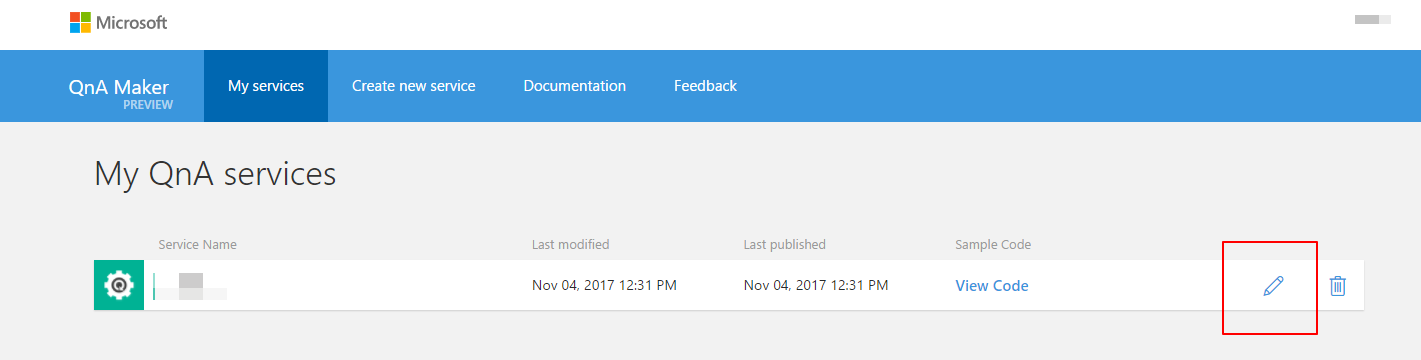 Microsoft
QnA Maker
PREVIEW
My services
Create new service
Documentation
Feedback
My QnA services
Service Name
Last modified
Last published
Sample Code
Nov 04, 2017 12:31 PM
Nov 04, 2017 12:31 PM
View Code